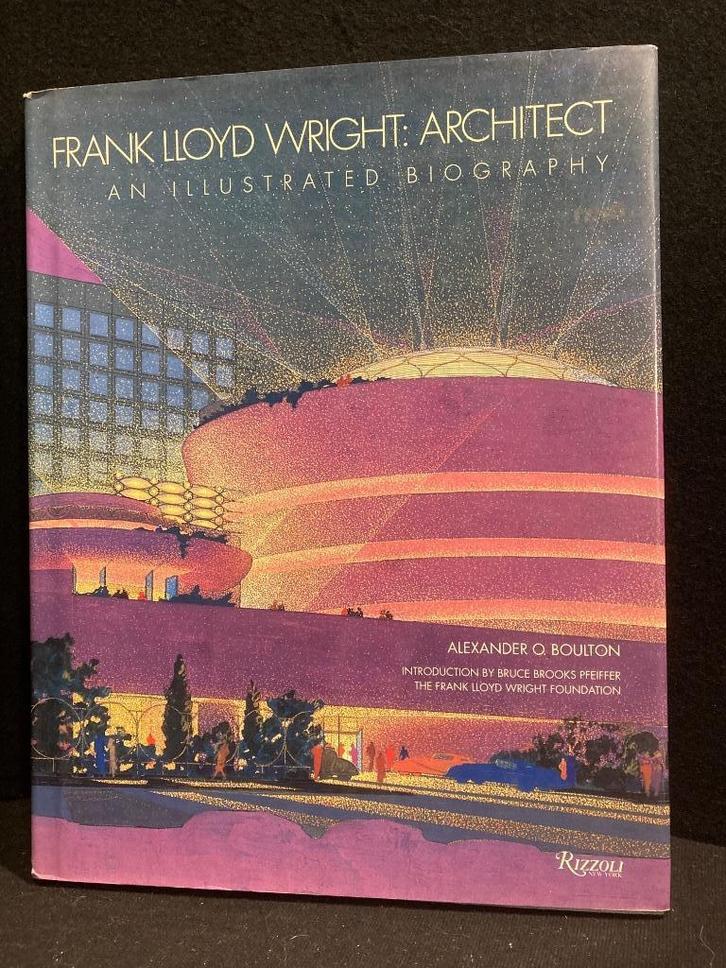 FRANK LLOYD WRIGHT: ARCHITECT
AN ILLUSTRATED BIOGRAPHY
ALEXANDER O. BOULTON
INTRODUCTION BY BRUCE BROOKS PFEIFFER
THE FRANK LLOYD WRIGHT FOUNDATION
RIZZOLI
NEW YORK